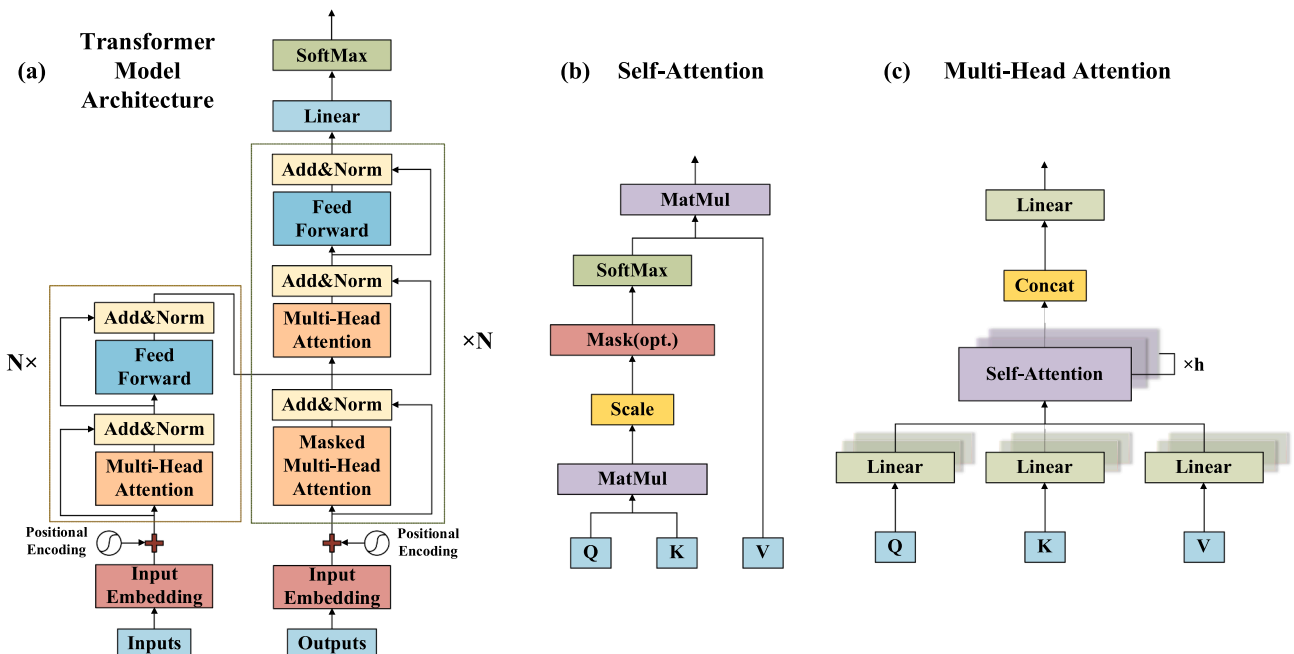 (a)
Transformer
Model
Architecture
SoftMax
Linear
Add&Norm
Feed
Forward
Add&Norm
Multi-Head
Attention
×N
Add&Norm
Masked
Multi-Head
Attention
Positional
Encoding
Input
Embedding
Outputs
N×
Add&Norm
Feed
Forward
Add&Norm
Multi-Head
Attention
Positional
Encoding
Input
Embedding
Inputs
(b) Self-Attention
MatMul
SoftMax
Mask(opt.)
Scale
MatMul
Q K V
(c) Multi-Head Attention
Linear
Concat
Self-Attention
×h
Linear Linear Linear
Q K V